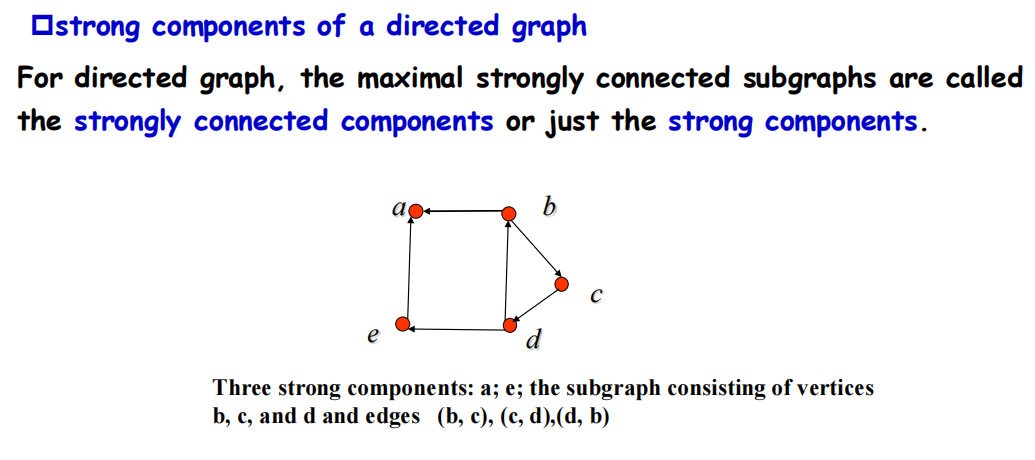 strong components of a directed graph
For directed graph, the maximal strongly connected subgraphs are called
the strongly connected components or just the strong components.
a
b
c
e
d
Three strong components: a; e; the subgraph consisting of vertices
b, c, and d and edges (b, c), (c, d),(d, b)